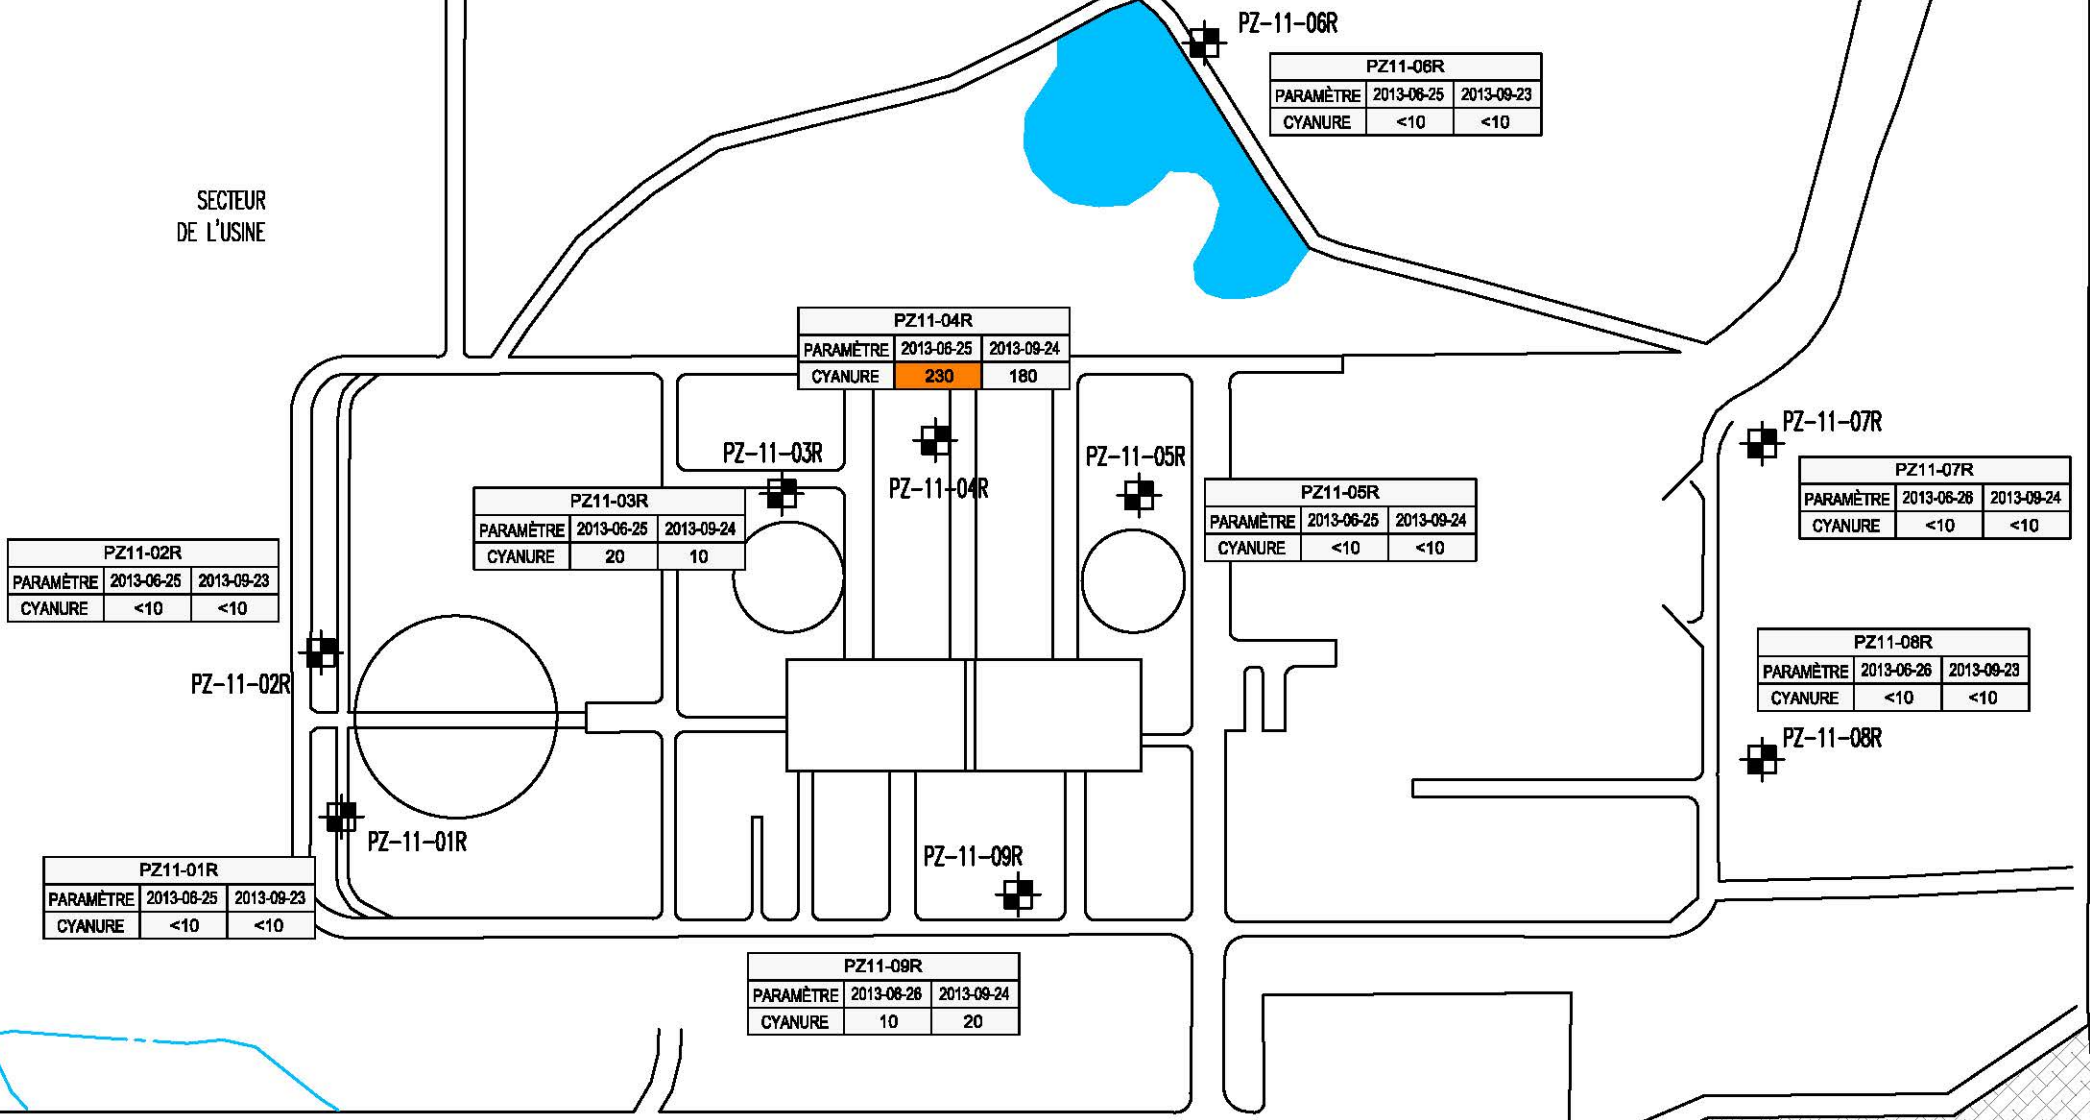 PZ-11-06R
PZ11-06R
PARAMÈTRE 2013-06-25 2013-09-23
CYANURE <10 <10
SECTEUR
DE L'USINE
PZ11-04R
PARAMÈTRE 2013-06-25 2013-09-24
CYANURE 230 180
PZ-11-04R
PZ-11-03R
PZ11-03R
PARAMÈTRE 2013-06-25 2013-09-24
CYANURE 20 10
PZ-11-05R
PZ11-05R
PARAMÈTRE 2013-06-25 2013-09-24
CYANURE <10 <10
PZ-11-07R
PZ11-07R
PARAMÈTRE 2013-06-26 2013-09-24
CYANURE <10 <10
PZ11-02R
PARAMÈTRE 2013-06-25 2013-09-23
CYANURE <10 <10
PZ-11-02R
PZ11-08R
PARAMÈTRE 2013-06-26 2013-09-23
CYANURE <10 <10
PZ-11-08R
PZ-11-01R
PZ11-01R
PARAMÈTRE 2013-06-25 2013-09-23
CYANURE <10 <10
PZ-11-09R
PZ11-09R
PARAMÈTRE 2013-06-26 2013-09-24
CYANURE 10 20